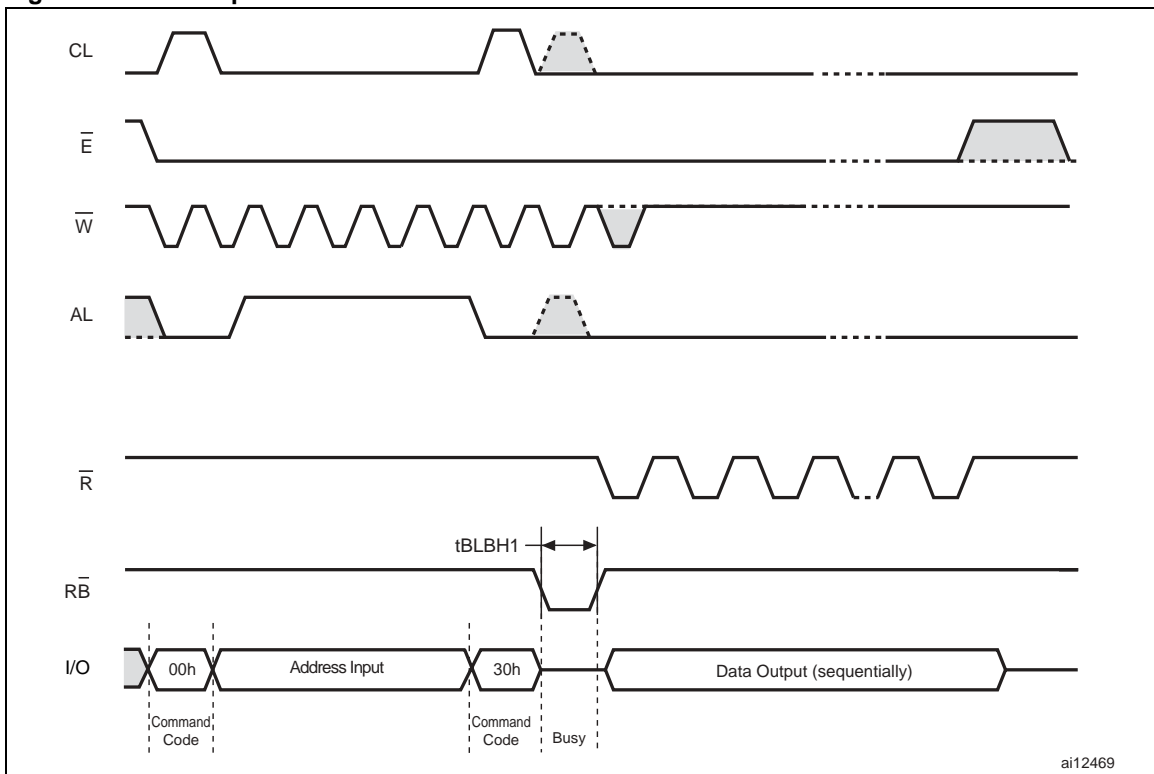 CL
E
W
AL
R
tBLBH1
RB
I/O
00h
Address Input
30h
Data Output (sequentially)
Command
Code
Command
Code
Busy
ai12469